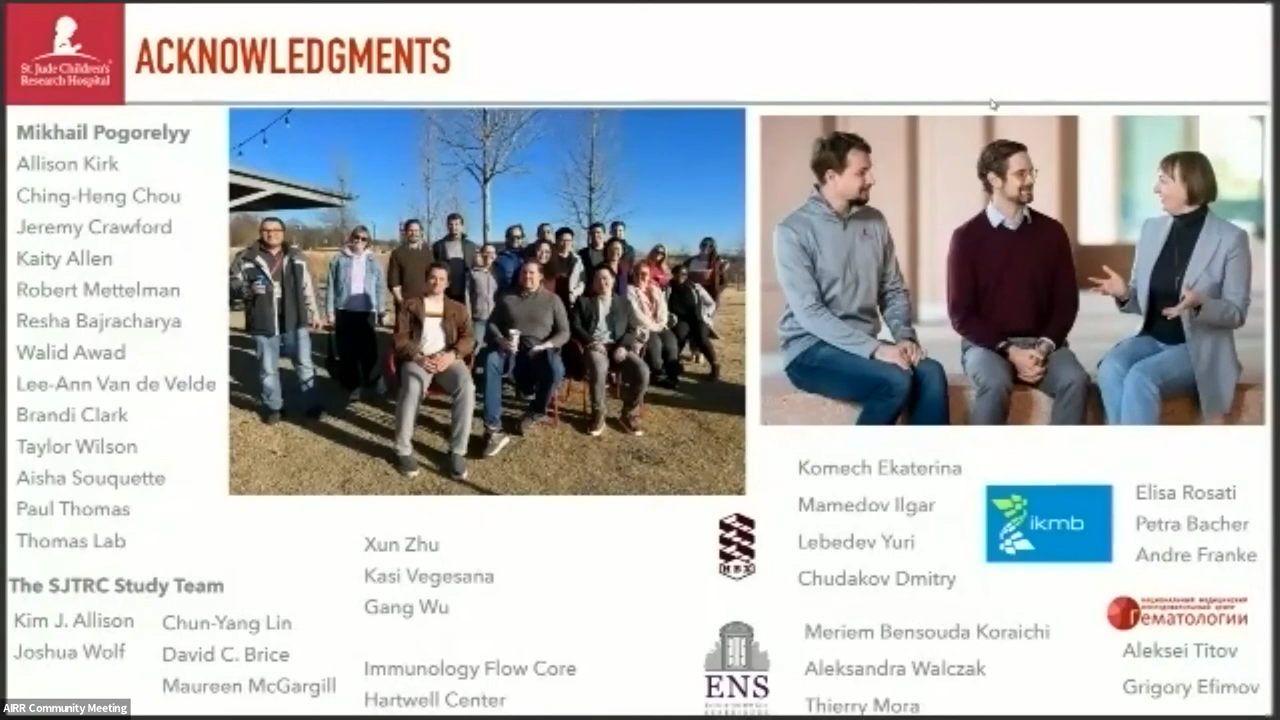 St. Jude Children's
Research Hospital
ACKNOWLEDGMENTS
Mikhail Pogorelyy
Allison Kirk
Ching-Heng Chou
Jeremy Crawford
Kaity Allen
Robert Mettelman
Resha Bajracharya
Walid Awad
Lee-Ann Van de Velde
Brandi Clark
Taylor Wilson
Aisha Souquette
Paul Thomas
Thomas Lab
The SJTRC Study Team
Kim J. Allison
Joshua Wolf
Chun-Yang Lin
David C. Brice
Maureen McGargill
Xun Zhu
Kasi Vegesana
Gang Wu
Immunology Flow Core
Hartwell Center
ИБХ
ENS
Komech Ekaterina
Mamedov Ilgar
Lebedev Yuri
Chudakov Dmitry
Meriem Bensouda Koraichi
Aleksandra Walczak
Thierry Mora
ikmb
Elisa Rosati
Petra Bacher
Andre Franke
НАЦИОНАЛЬНЫЙ МЕДИЦИНСКИЙ
ИССЛЕДОВАТЕЛЬСКИЙ ЦЕНТР
Гематологии
Aleksei Titov
Grigory Efimov
AIRR Community Meeting